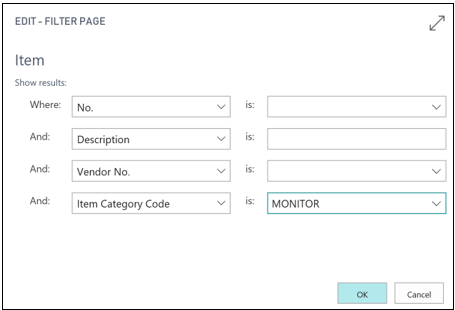 EDIT - FILTER PAGE
Item
Show results:
Where: No. is:
And: Description is:
And: Vendor No. is:
And: Item Category Code is: MONITOR
OK Cancel